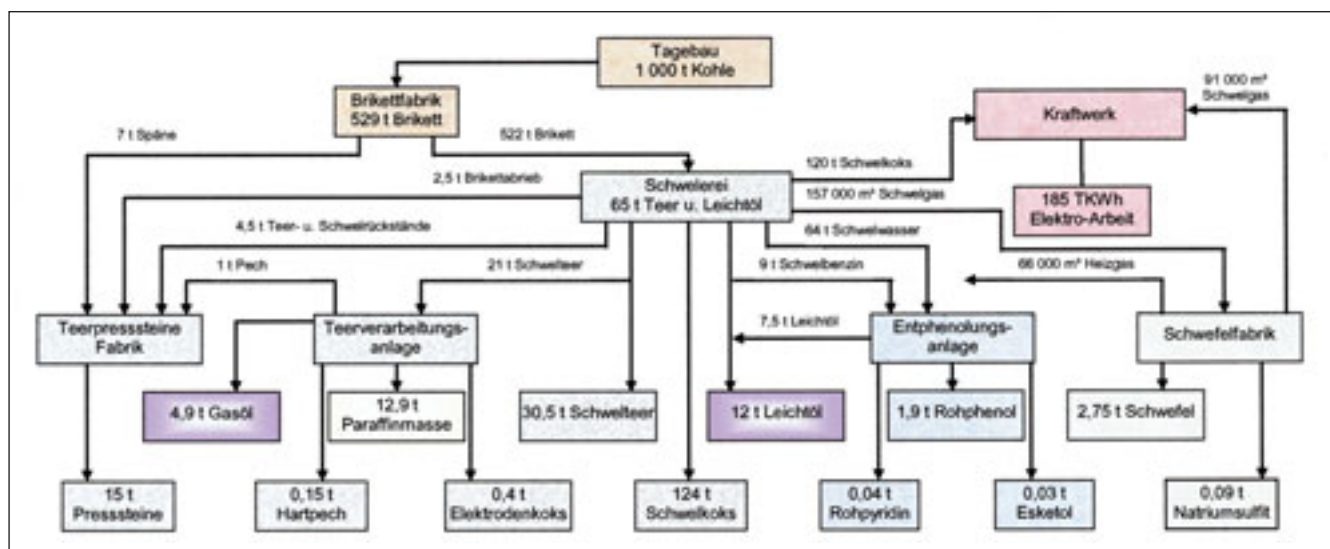 Tagebau
1 000 t Kohle
91 000 m³
Schwelgas
Brikettfabrik
529 t Brikett
Kraftwerk
7 t Späne
522 t Brikett
120 t Schwelkoks
2,5 t Brikettabrieb
Schwelerei
65 t Teer u. Leichtöl
157 000 m³ Schwelgas
185 TKWh
Elektro-Arbeit
4,5 t Teer- u. Schwelrückstände
64 t Schwelwasser
1 t Pech
21 t Schwelteer
9 t Schwelbenzin
66 000 m³ Heizgas
Teerpresssteine
Fabrik
Teerverarbeitungs-
anlage
7,5 t Leichtöl
Entphenolungs-
anlage
Schwefelfabrik
4,9 t Gasöl
12,9 t
Paraffinmasse
30,5 t Schwelteer
12 t Leichtöl
1,9 t Rohphenol
2,75 t Schwefel
15 t
Presssteine
0,15 t
Hartpech
0,4 t
Elektrodenkoks
124 t
Schwelkoks
0,04 t
Rohpyridin
0,03 t
Esketol
0,09 t
Natriumsulfit